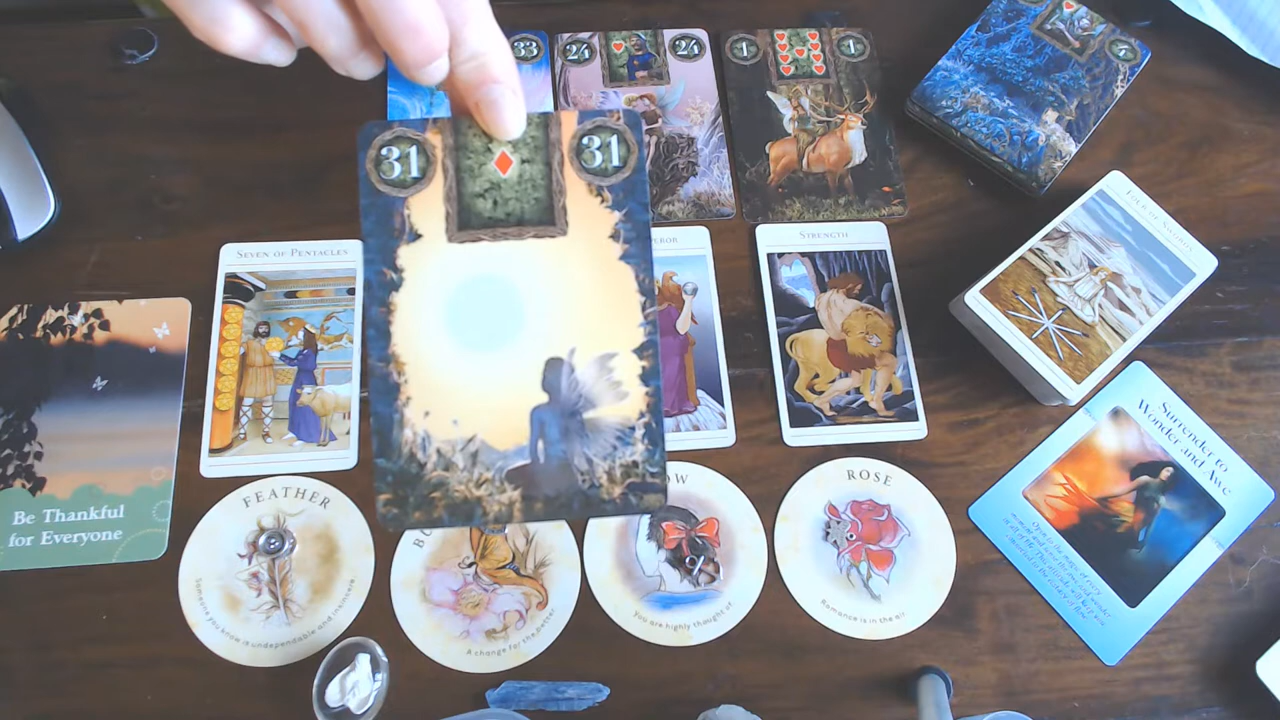 33
24
24
1
1
31
31
SEVEN OF PENTACLES
STRENGTH
FOUR OF SWORDS
Be Thankful
for Everyone
Surrender to
Wonder and Awe
FEATHER
Someone you know is undependable and insincere
A change for the better
You are highly thought of
ROSE
Romance is in the air